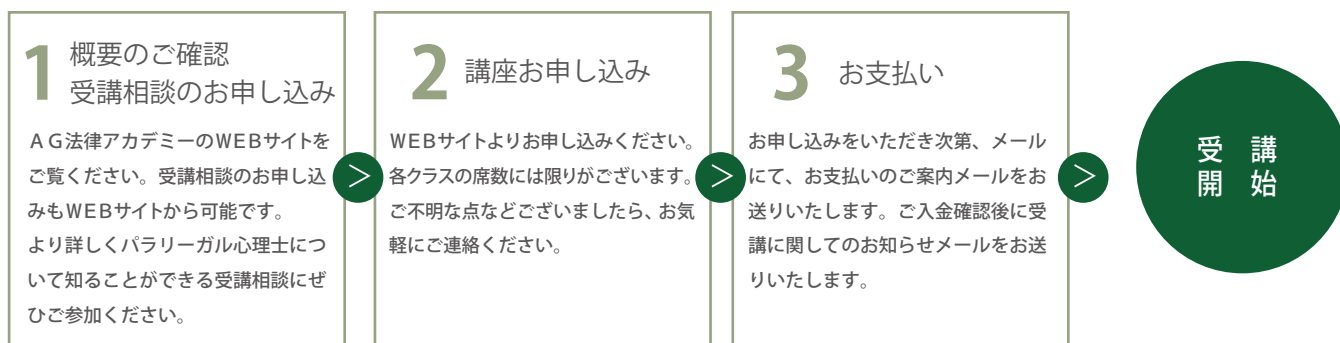 1
概要のご確認
受講相談のお申し込み
ＡＧ法律アカデミーのWEBサイトを
ご覧ください。受講相談のお申し込
みもWEBサイトから可能です。
より詳しくパラリーガル心理士につ
いて知ることができる受講相談にぜ
ひご参加ください。
＞
2
講座お申し込み
WEBサイトよりお申し込みください。
各クラスの席数には限りがございます。
ご不明な点などございましたら、お気
軽にご連絡ください。
＞
3
お支払い
お申し込みをいただき次第、メール
にて、お支払いのご案内メールをお
送りいたします。ご入金確認後に受
講に関してのお知らせメールをお送
りいたします。
＞
受　講
開　始